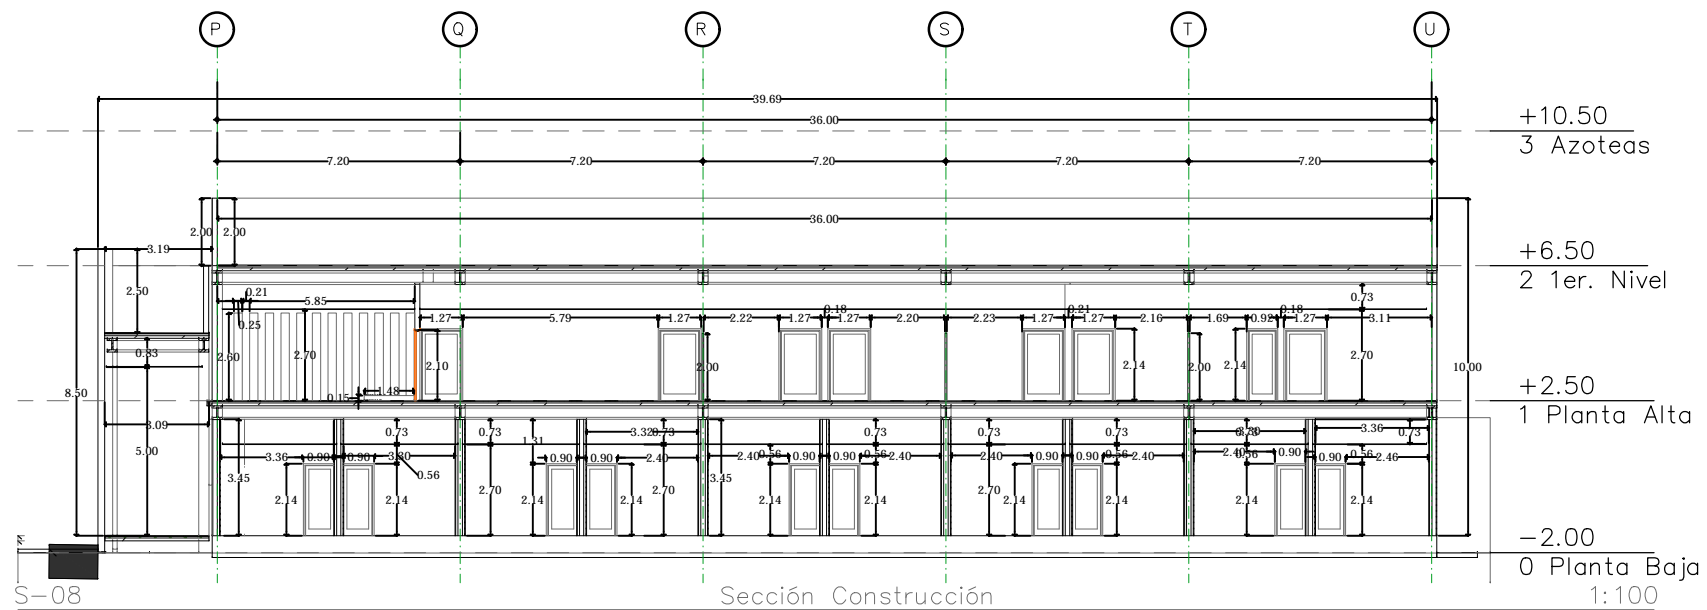 P Q R S T U
39.69
+10.50
36.00
3 Azoteas
7.20 7.20 7.20 7.20 7.20
36.00
2.00 2.00
3.19
+6.50
2 1er. Nivel
2.50
0.21
5.85
0.18 0.21 0.18
0.73
0.25
1.27 5.79 1.27 2.22 1.27 1.27 2.20 2.23 1.27 1.27 2.16 1.69 0.92 1.27 3.11
0.83
2.60 2.70 2.10 2.00 2.14 2.00 2.14 2.70
10.00
8.50
1.48
0.15
+2.50
1 Planta Alta
3.09
0.73 0.73 1.31 3.32 0.73 0.73 0.73 0.73 3.30 3.36 0.73
5.00
3.36 0.90 0.90 3.30 0.90 0.90 2.40 2.40 0.56 0.90 0.90 0.56 2.40 2.40 0.90 0.90 0.56 2.40 2.40 0.56 0.90 0.90 0.56 2.46
3.45 0.56 3.45
2.14 2.14 2.70 2.14 2.14 2.70 2.14 2.14 2.70 2.14 2.14 2.14 2.14
-2.00
0 Planta Baja
S-08 Sección Construcción 1:100